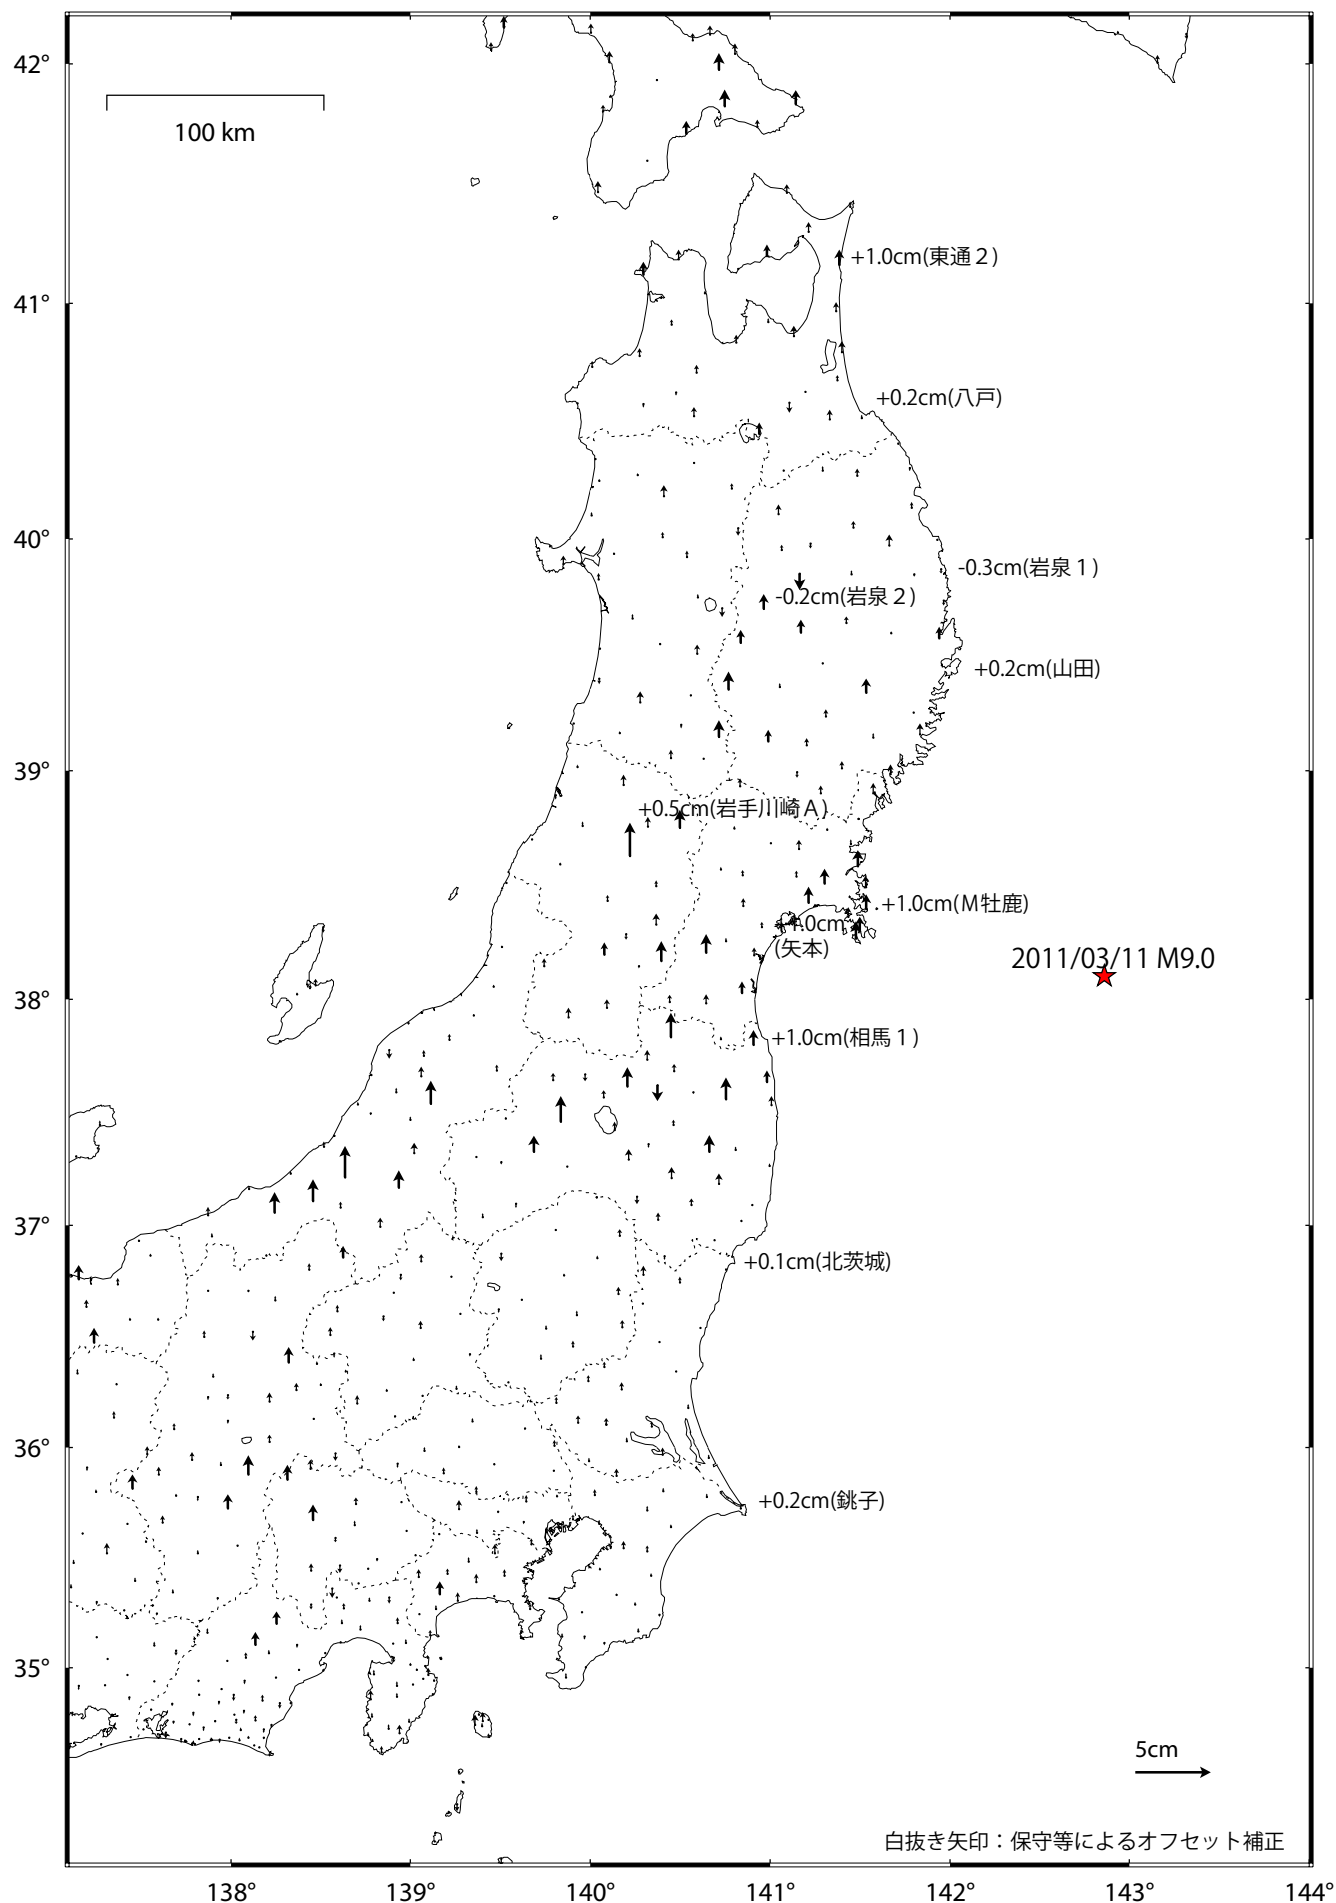 42°
100 km
+1.0cm(東通２)
41°
+0.2cm(八戸)
40°
-0.3cm(岩泉１)
-0.2cm(岩泉２)
+0.2cm(山田)
39°
+0.5cm(岩手川崎Ａ)
+1.0cm(Ｍ牡鹿)
+1.0cm
(矢本)
2011/03/11 M9.0
38°
+1.0cm(相馬１)
37°
+0.1cm(北茨城)
36°
+0.2cm(銚子)
35°
5cm
白抜き矢印：保守等によるオフセット補正
138° 139° 140° 141° 142° 143° 144°